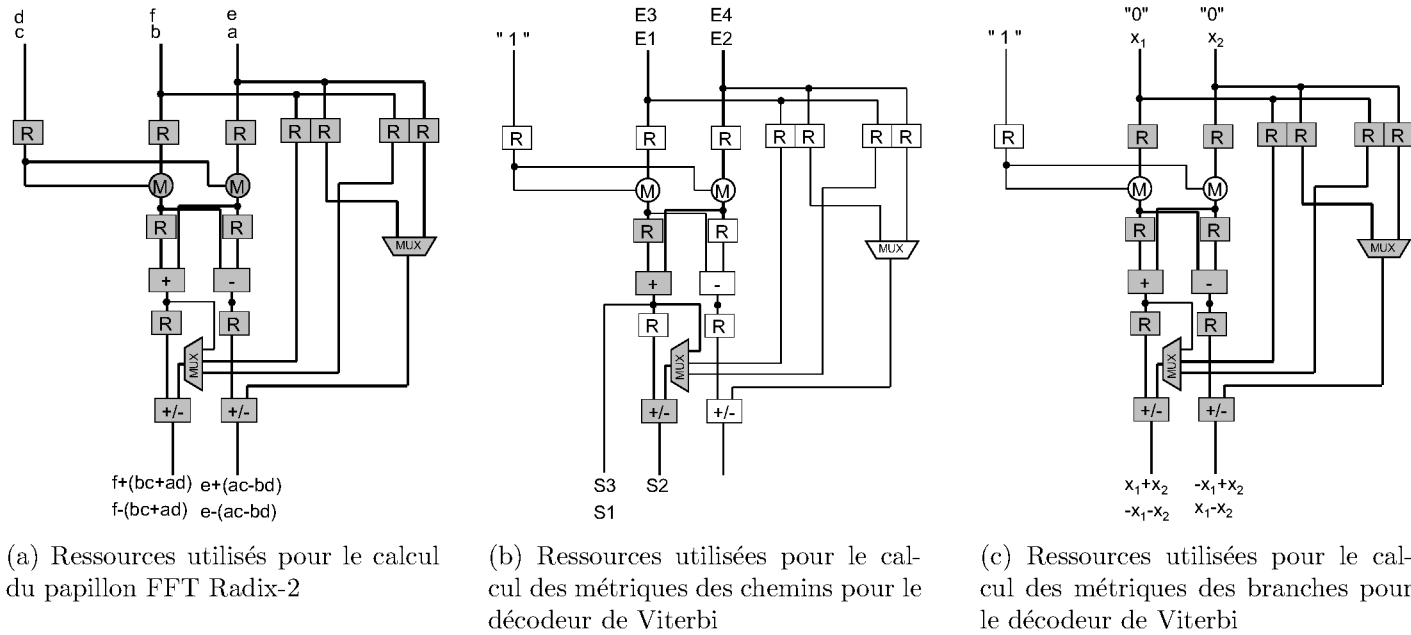 d f e
c b a
R R R R R R R
M M
R R
MUX
+ -
R R
MUX
+/- +/-
f+(bc+ad) e+(ac-bd)
f-(bc+ad) e-(ac-bd)
(a) Ressources utilisés pour le calcul
du papillon FFT Radix-2
E3 E4
" 1 " E1 E2
R R R R R R R
M M
R R
MUX
+ -
R R
MUX
+/- +/-
S3 S2
S1
(b) Ressources utilisées pour le cal-
cul des métriques des chemins pour le
décodeur de Viterbi
"0" "0"
" 1 " x₁ x₂
R R R R R R R
M M
R R
MUX
+ -
R R
MUX
+/- +/-
x₁+x₂ -x₁+x₂
-x₁-x₂ x₁-x₂
(c) Ressources utilisées pour le cal-
cul des métriques des branches pour
le décodeur de Viterbi